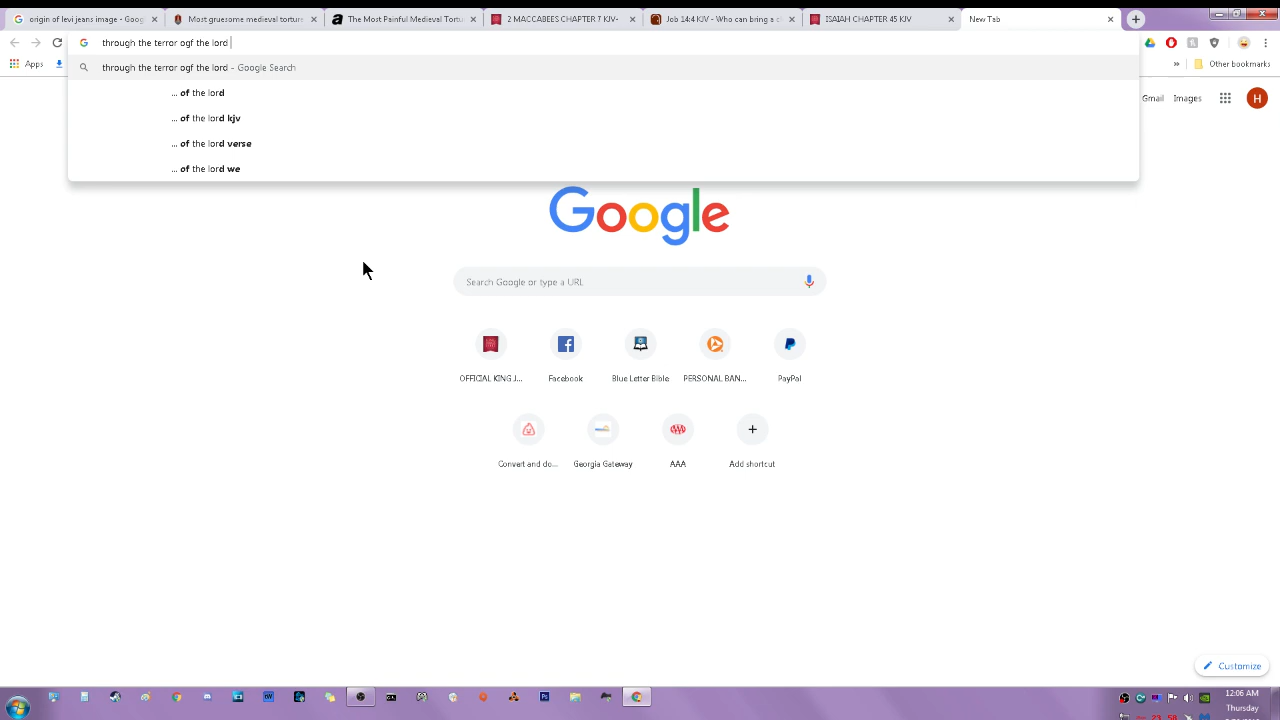 origin of levi jeans image - Goog
Most gruesome medieval torture
The Most Painful Medieval Tortu
CHAPTER 7 KJV
Job 14:4 KJV - Who can bring a c
ISAIAH CHAPTER 45 KJV
New Tab
through the terror ogf the lord
Apps
Other bookmarks
through the terror ogf the lord - Google Search
... of the lord
... of the lord kjv
... of the lord verse
... of the lord we
Gmail Images H
Google
Search Google or type a URL
OFFICIAL KING J... Facebook Blue Letter Bible PERSONAL BAN... PayPal
Convert and do... Georgia Gateway AAA Add shortcut
Customize
12:06 AM
Thursday